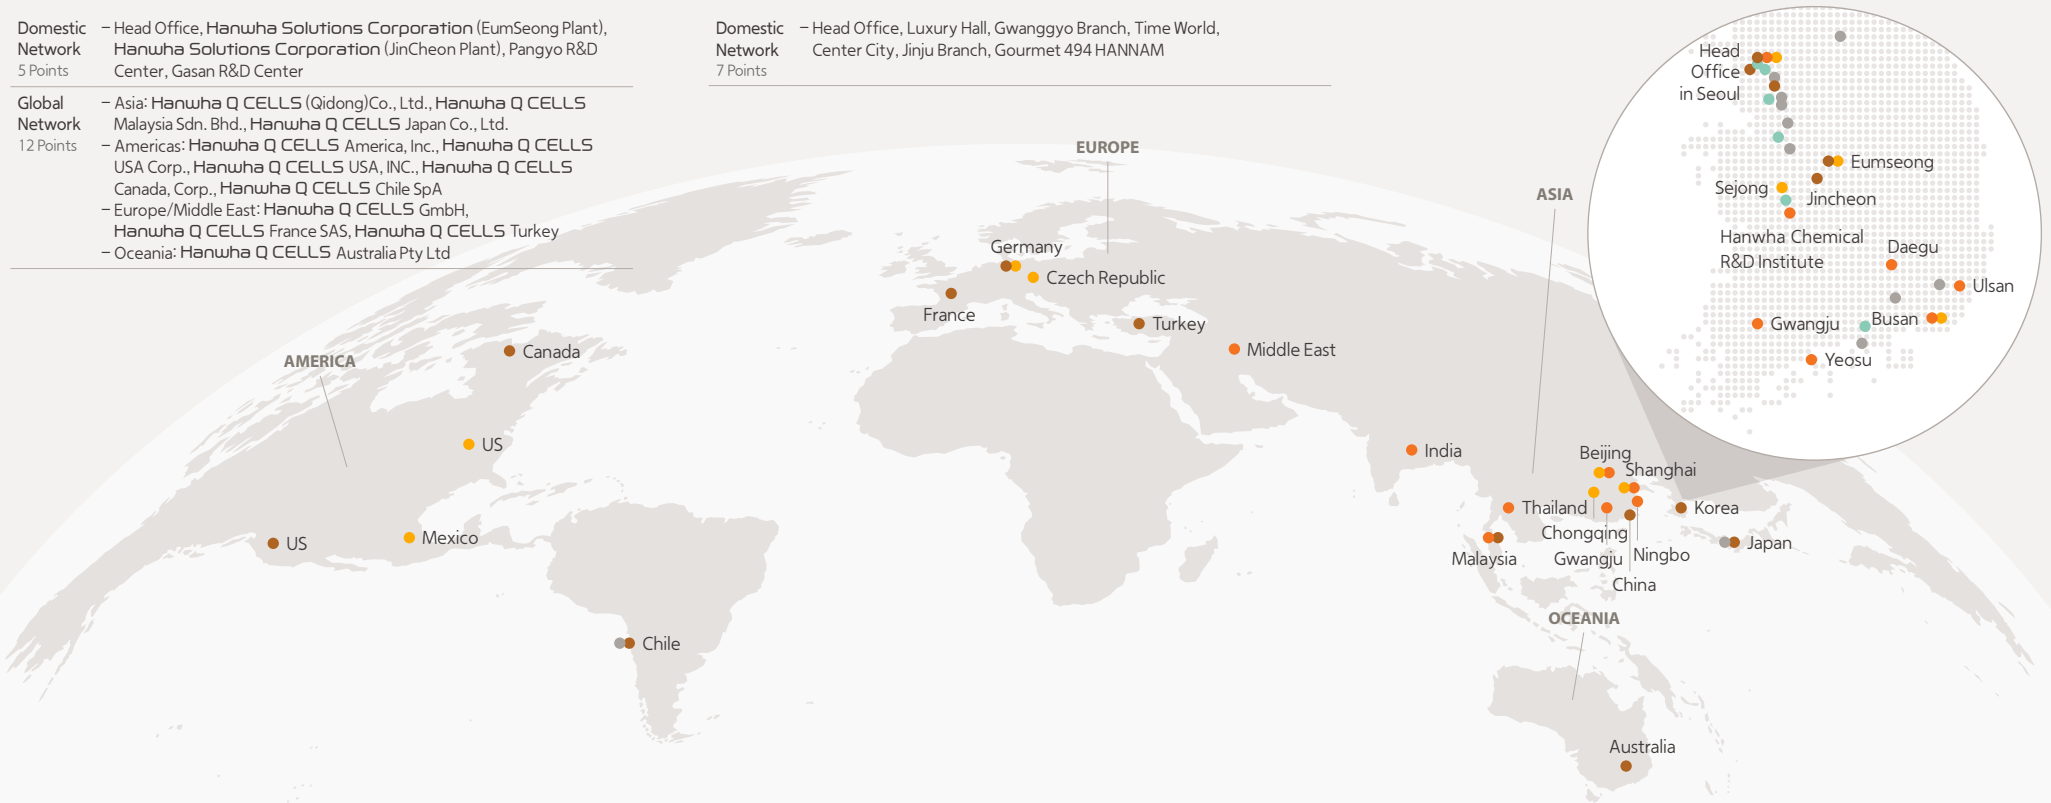 Domestic Network 5 Points
– Head Office, Hanwha Solutions Corporation (EumSeong Plant),
Hanwha Solutions Corporation (JinCheon Plant), Pangyo R&D
Center, Gasan R&D Center
Global Network 12 Points
– Asia: Hanwha Q CELLS (Qidong)Co., Ltd., Hanwha Q CELLS
Malaysia Sdn. Bhd., Hanwha Q CELLS Japan Co., Ltd.
– Americas: Hanwha Q CELLS America, Inc., Hanwha Q CELLS
USA Corp., Hanwha Q CELLS USA, INC., Hanwha Q CELLS
Canada, Corp., Hanwha Q CELLS Chile SpA
– Europe/Middle East: Hanwha Q CELLS GmbH,
Hanwha Q CELLS France SAS, Hanwha Q CELLS Turkey
– Oceania: Hanwha Q CELLS Australia Pty Ltd
Domestic Network 7 Points
– Head Office, Luxury Hall, Gwanggyo Branch, Time World,
Center City, Jinju Branch, Gourmet 494 HANNAM
Head
Office
in Seoul
Eumseong
Sejong
Jincheon
Hanwha Chemical
R&D Institute
Daegu
Ulsan
Gwangju
Busan
Yeosu
EUROPE
ASIA
Germany
Czech Republic
France
Turkey
Middle East
AMERICA
Canada
US
US
Mexico
Chile
India
Beijing
Shanghai
Thailand
Korea
Chongqing
Japan
Malaysia
Gwangju
Ningbo
China
OCEANIA
Australia